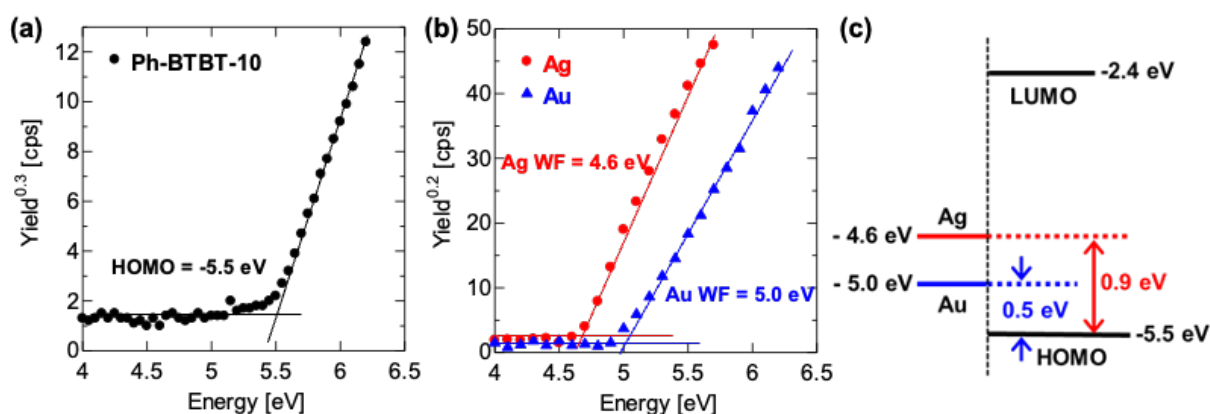 (a)
Ph-BTBT-10
HOMO = -5.5 eV
Yield^0.3 [cps]
12
10
8
6
4
2
0
4 4.5 5 5.5 6 6.5
Energy [eV]
(b)
Ag
Au
Ag WF = 4.6 eV
Au WF = 5.0 eV
Yield^0.2 [cps]
50
40
30
20
10
0
4 4.5 5 5.5 6 6.5
Energy [eV]
(c)
-2.4 eV
LUMO
Ag
- 4.6 eV
- 5.0 eV
Au
0.9 eV
0.5 eV
-5.5 eV
HOMO